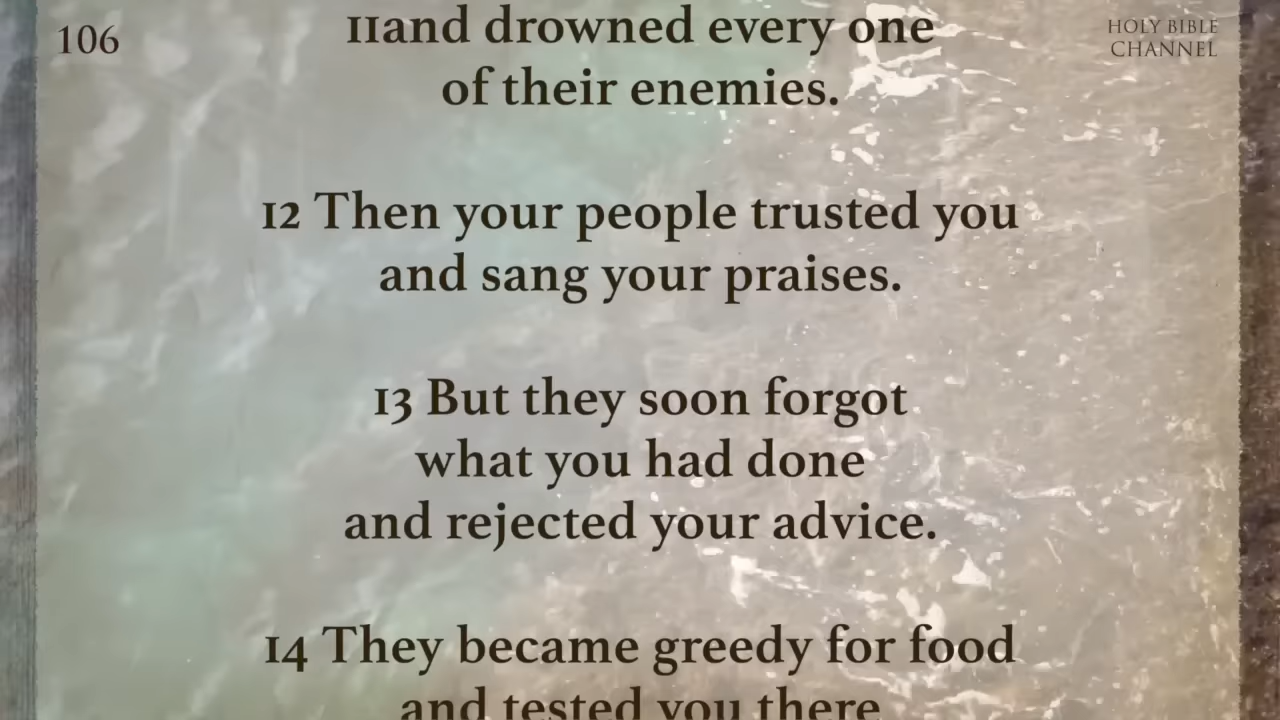 106
HOLY BIBLE
CHANNEL
11and drowned every one
of their enemies.
12 Then your people trusted you
and sang your praises.
13 But they soon forgot
what you had done
and rejected your advice.
14 They became greedy for food
and tested you there